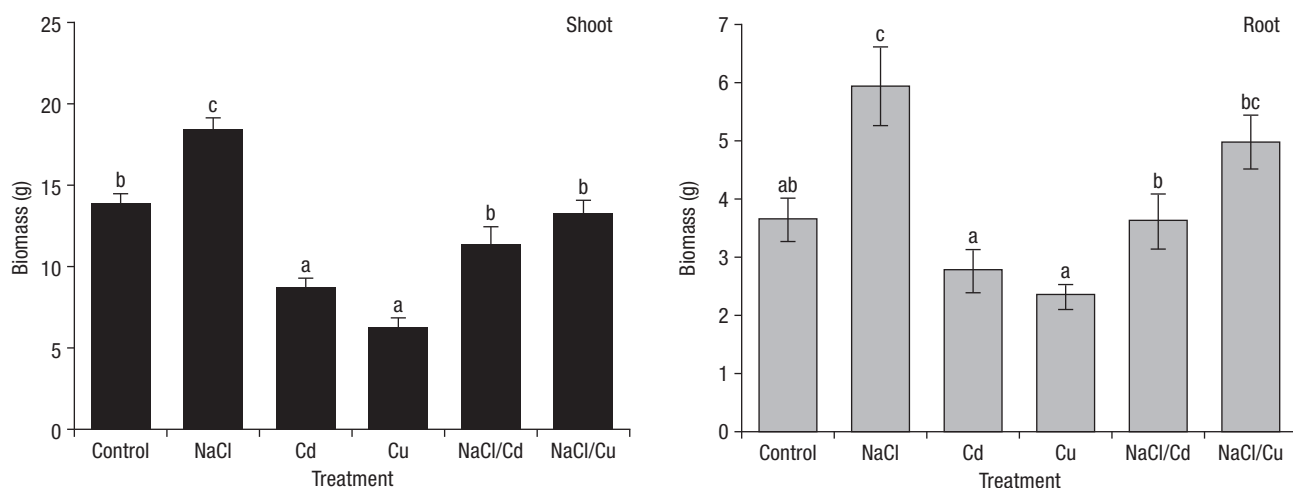 Shoot
25
20
15
10
5
0
Biomass (g)
b
c
a
a
b
b
Control NaCl Cd Cu NaCl/Cd NaCl/Cu
Treatment
Root
7
6
5
4
3
2
1
0
Biomass (g)
ab
c
a
a
b
bc
Control NaCl Cd Cu NaCl/Cd NaCl/Cu
Treatment